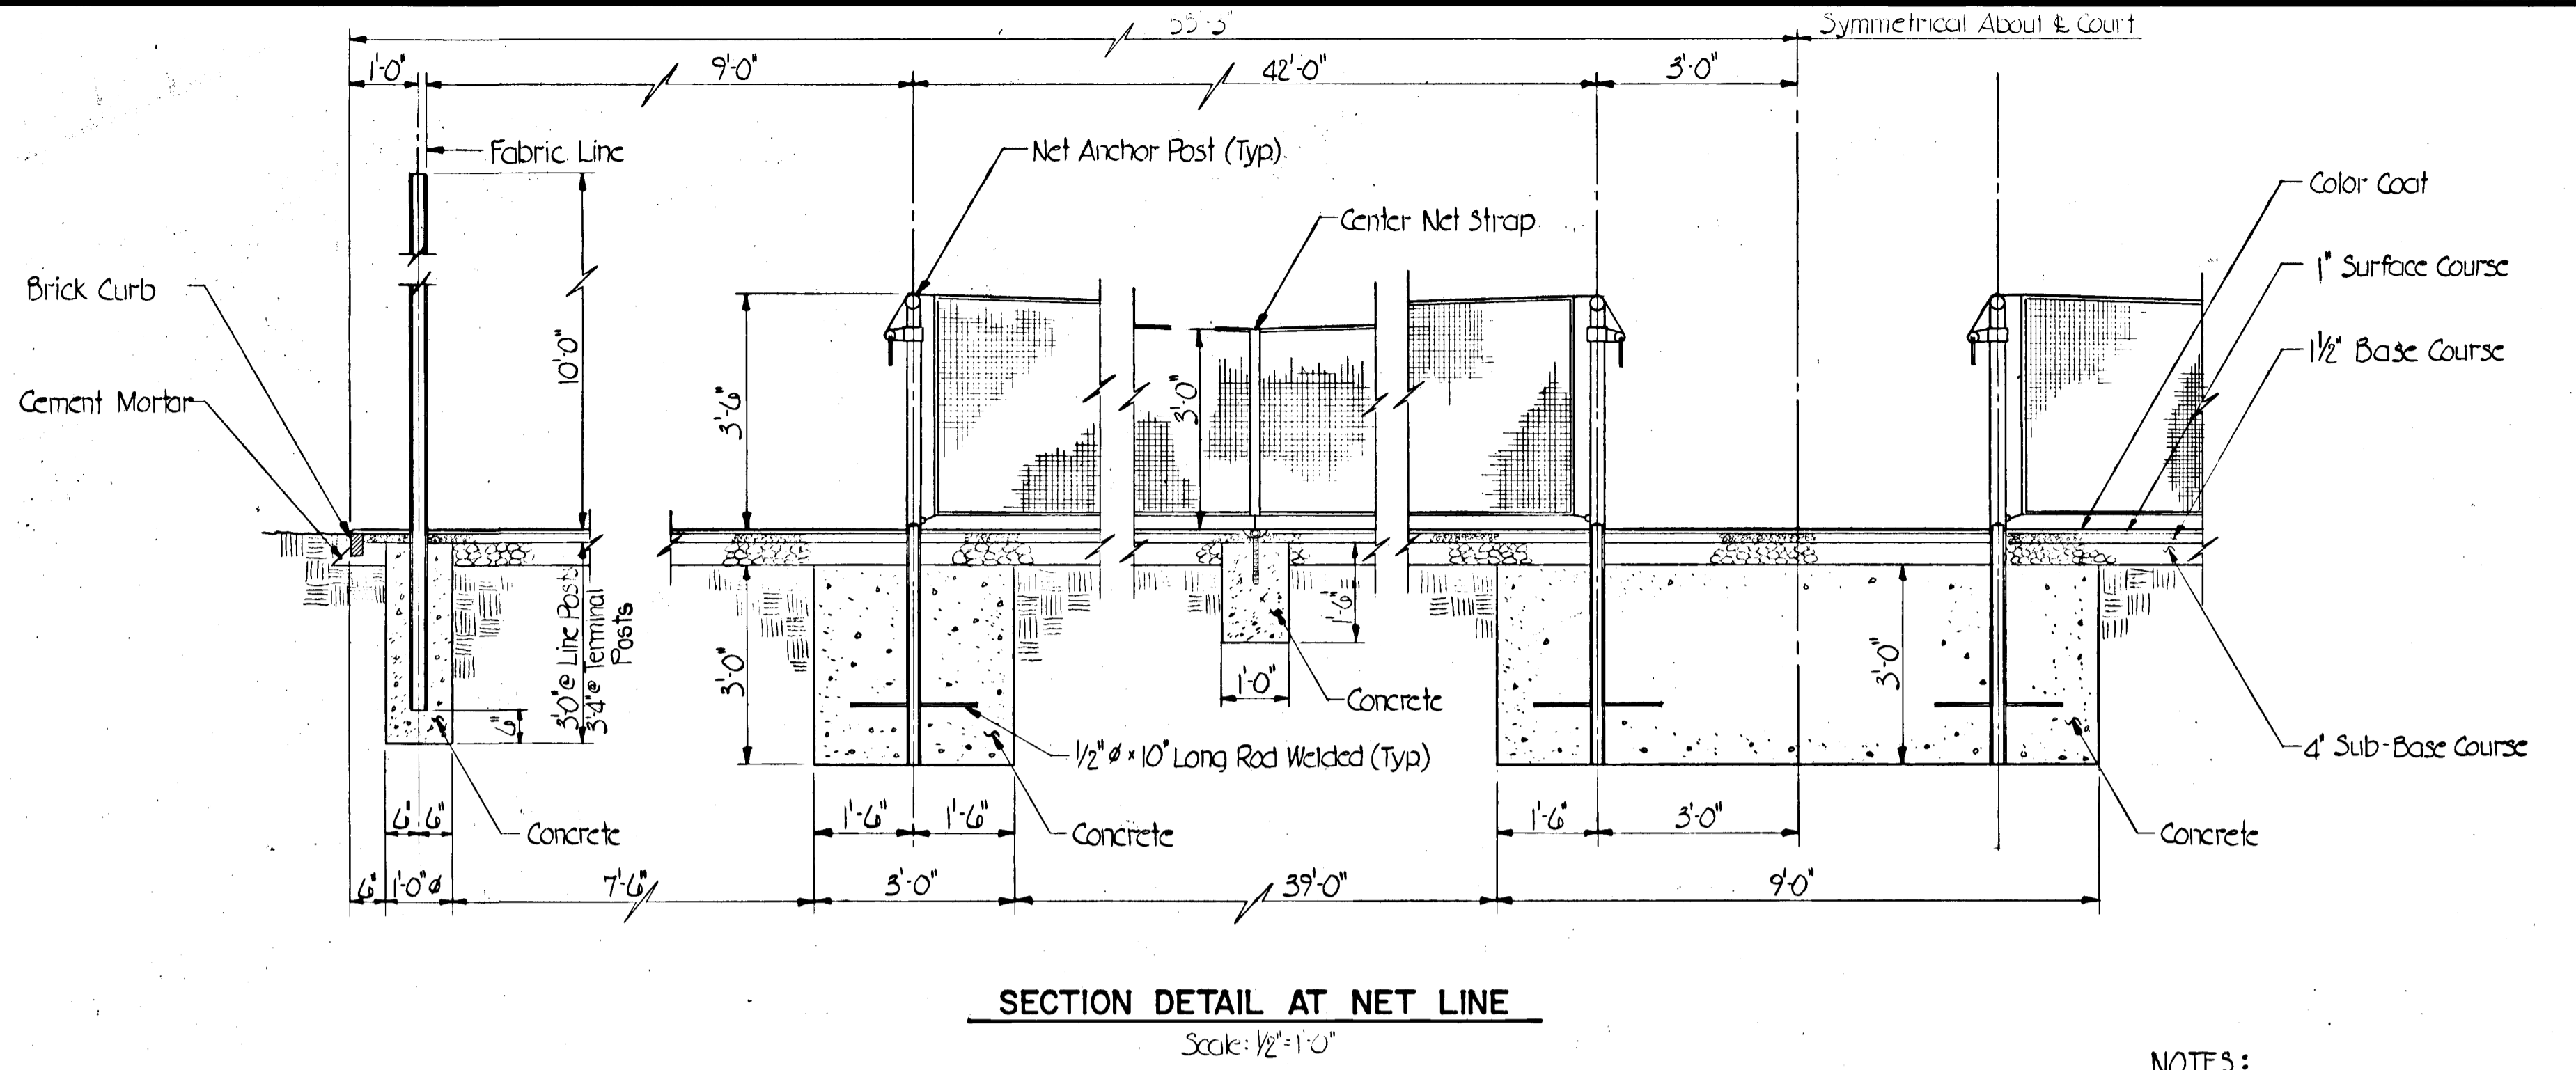 55'-3"
Symmetrical About ℄ Court
1'-0"
9'-0"
42'-0"
3'-0"
Fabric Line
Net Anchor Post (Typ.)
Center Net Strap
Color Coat
1" Surface Course
1½" Base Course
Brick Curb
Cement Mortar
10'-0"
3'-6"
3'-0"
3'-0" @ Line Posts
3'-4" @ Terminal
Posts
6"
3'-0"
1'-6"
1'-0"
Concrete
3'-0"
1/2" ø × 10" Long Rod Welded (Typ.)
4" Sub-Base Course
6" 6"
Concrete
1'-6"
1'-6"
Concrete
1'-6"
3'-0"
Concrete
6"
1'-0" ø
7'-6"
3'-0"
39'-0"
9'-0"
SECTION DETAIL AT NET LINE
Scale: 1/2"=1'-0"
NOTES: